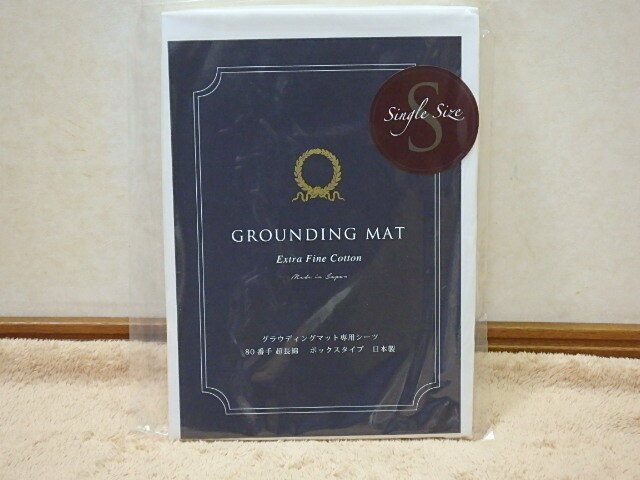 S
Single Size
GROUNDING MAT
Extra Fine Cotton
Made in Japan
グラウディングマット専用シーツ
80番手 超長綿 ボックスタイプ 日本製